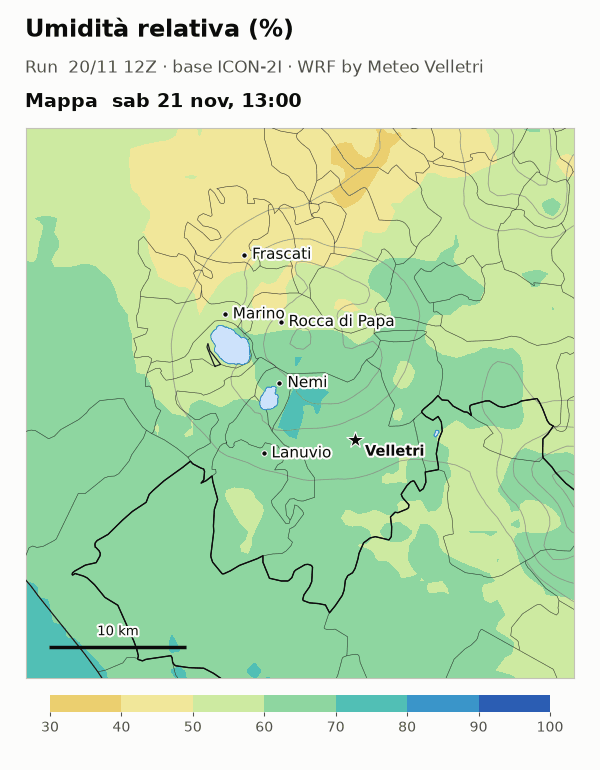 Umidità relativa (%)
Run  20/11 12Z · base ICON-2I · WRF by Meteo Velletri
Mappa  sab 21 nov, 13:00
Frascati
Marino
Rocca di Papa
Nemi
Velletri
Lanuvio
10 km
30 40 50 60 70 80 90 100